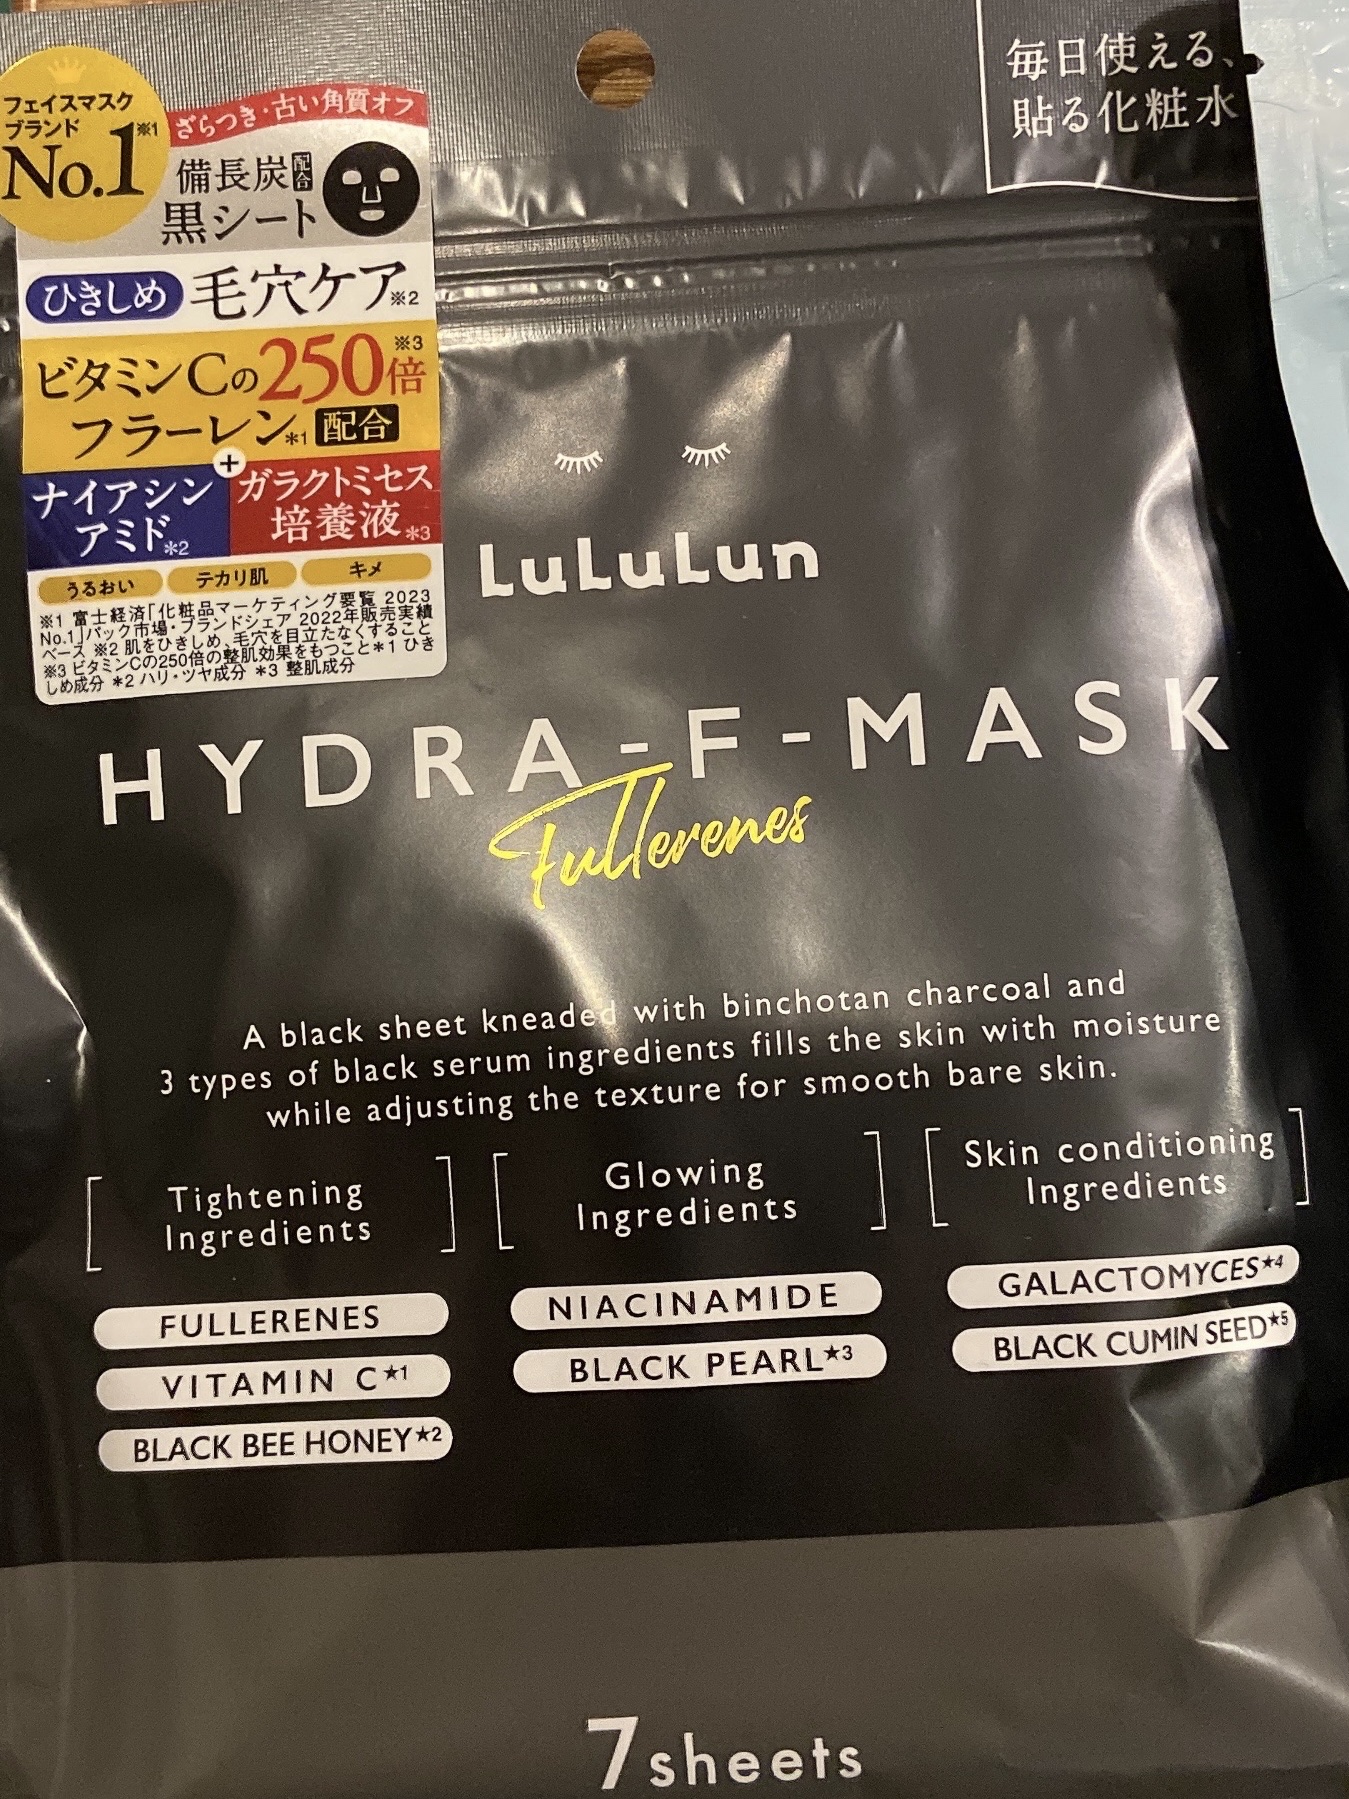 毎日使える、
貼る化粧水
フェイスマスク
ブランド
No.1※1
ざらつき・古い角質オフ
備長炭配合
黒シート
ひきしめ 毛穴ケア※2
ビタミンCの250倍※3
フラーレン*1 配合
+
ナイアシン
アミド*2
ガラクトミセス
培養液*3
うるおい テカリ肌 キメ
※1 富士経済「化粧品マーケティング要覧 2023
No.1」パック市場・ブランドシェア 2022年販売実績
ベース ※2 肌をひきしめ、毛穴を目立たなくすること
※3 ビタミンCの250倍の整肌効果をもつこと*1 ひき
しめ成分 *2 ハリ・ツヤ成分 *3 整肌成分
LuLuLun
HYDRA-F-MASK
Fullerenes
A black sheet kneaded with binchotan charcoal and
3 types of black serum ingredients fills the skin with moisture
while adjusting the texture for smooth bare skin.
Tightening
Ingredients
FULLERENES
VITAMIN C★1
BLACK BEE HONEY★2
Glowing
Ingredients
NIACINAMIDE
BLACK PEARL★3
Skin conditioning
Ingredients
GALACTOMYCES★4
BLACK CUMIN SEED★5
7sheets